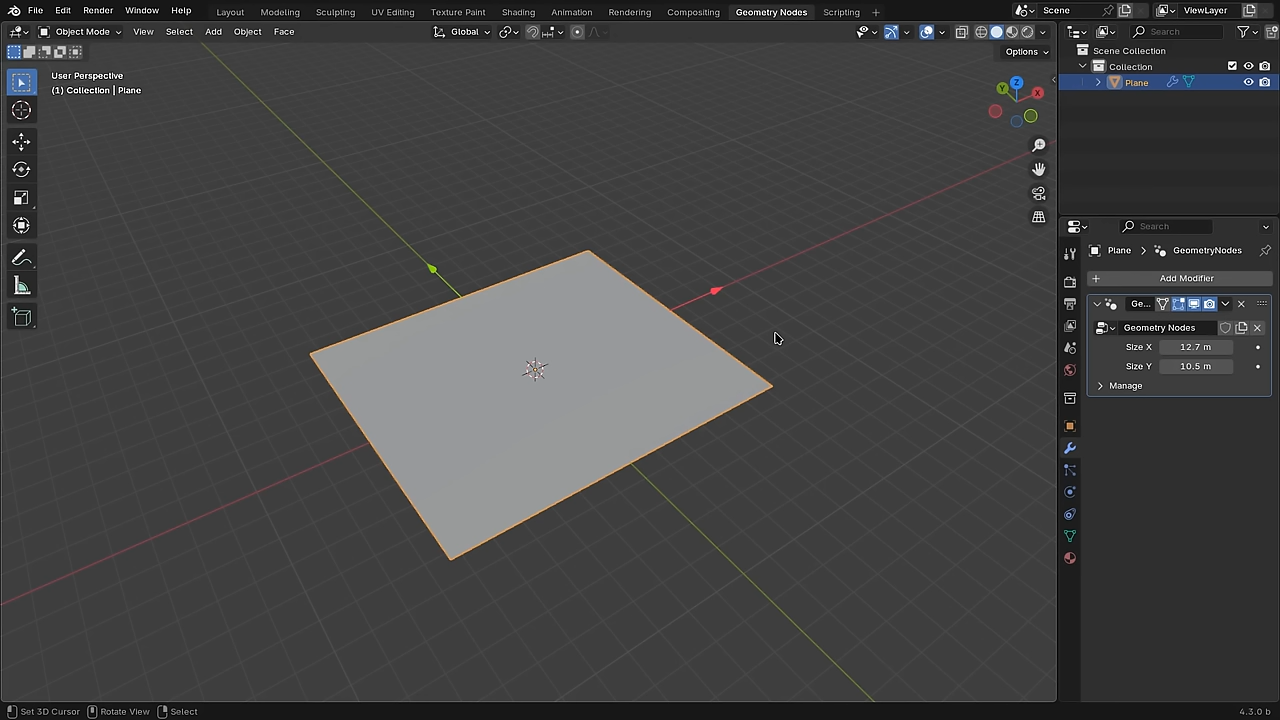 File Edit Render Window Help Layout Modeling Sculpting UV Editing Texture Paint Shading Animation Rendering Compositing Geometry Nodes Scripting + Scene ViewLayer
Object Mode View Select Add Object Face Global Search
Options
User Perspective
(1) Collection | Plane
Z
Y
X
Scene Collection
Collection
Plane
Search
Plane GeometryNodes
+ Add Modifier
Ge...
Geometry Nodes
Size X 12.7 m
Size Y 10.5 m
Manage
Set 3D Cursor Rotate View Select 4.3.0 b